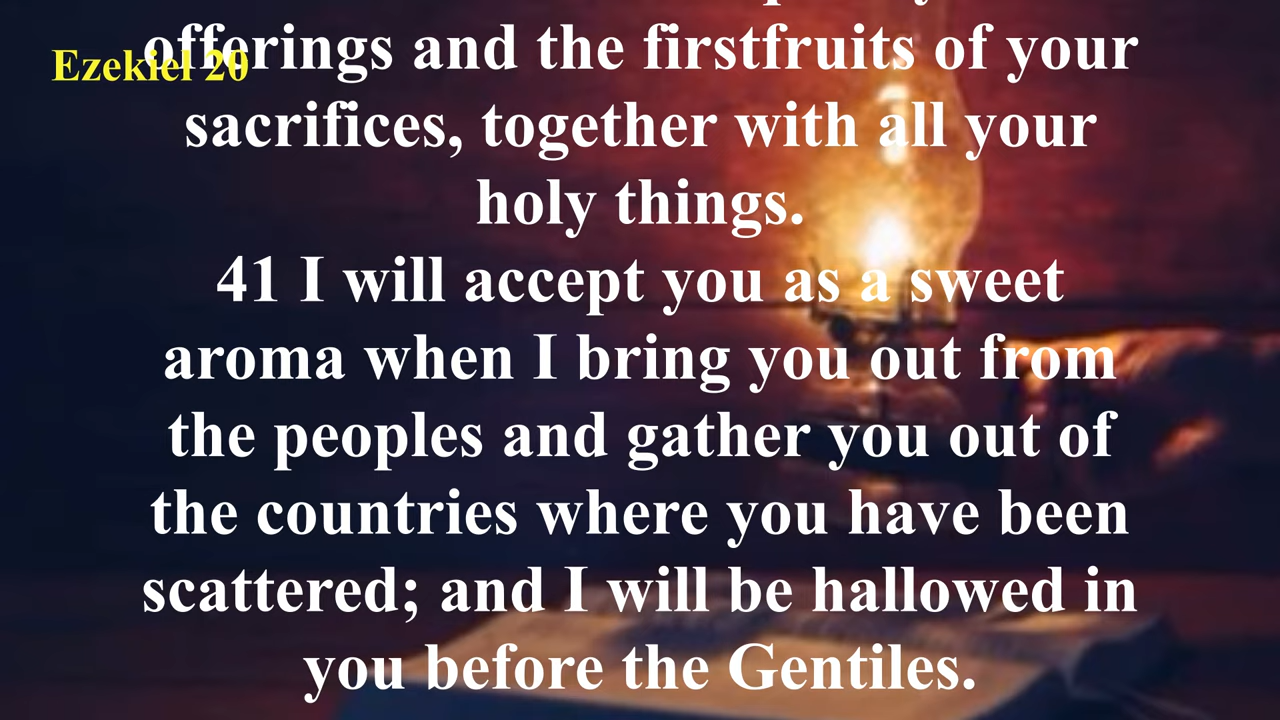 Ezekiel 20
offerings and the firstfruits of your
sacrifices, together with all your
holy things.
41 I will accept you as a sweet
aroma when I bring you out from
the peoples and gather you out of
the countries where you have been
scattered; and I will be hallowed in
you before the Gentiles.